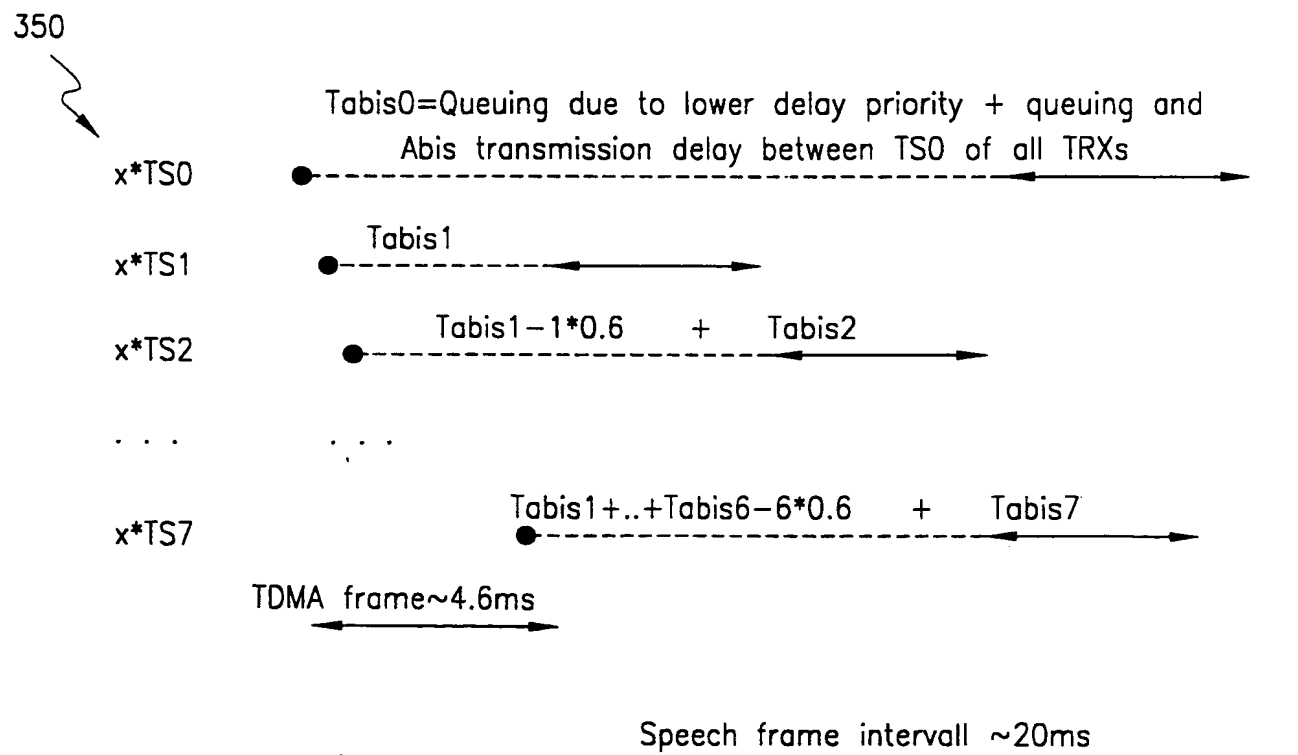 350
Tabis0=Queuing due to lower delay priority + queuing and
Abis transmission delay between TS0 of all TRXs
x*TS0
Tabis1
x*TS1
Tabis1-1*0.6 + Tabis2
x*TS2
. . . . . .
Tabis1+..+Tabis6-6*0.6 + Tabis7
x*TS7
TDMA frame~4.6ms
Speech frame intervall ~20ms